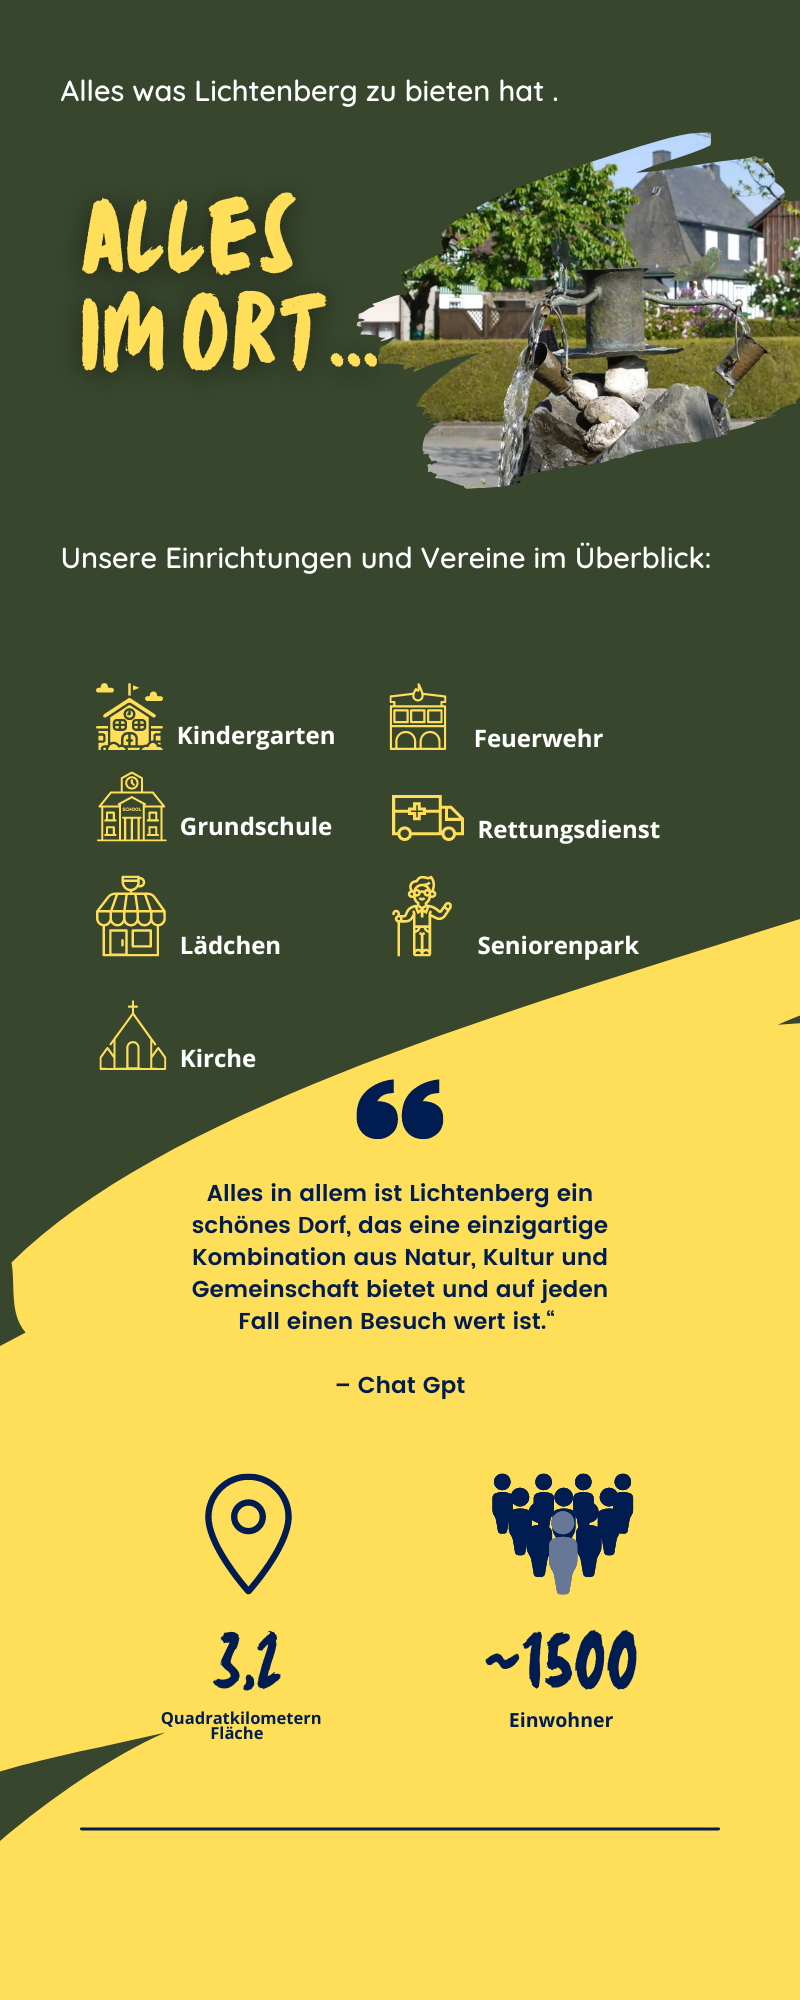 Alles was Lichtenberg zu bieten hat .
ALLES
IM ORT...
Unsere Einrichtungen und Vereine im Überblick:
Kindergarten
Feuerwehr
SCHOOL
Grundschule
Rettungsdienst
Lädchen
Seniorenpark
Kirche
❝
Alles in allem ist Lichtenberg ein
schönes Dorf, das eine einzigartige
Kombination aus Natur, Kultur und
Gemeinschaft bietet und auf jeden
Fall einen Besuch wert ist.“
– Chat Gpt
3,2
~1500
Quadratkilometern
Fläche
Einwohner